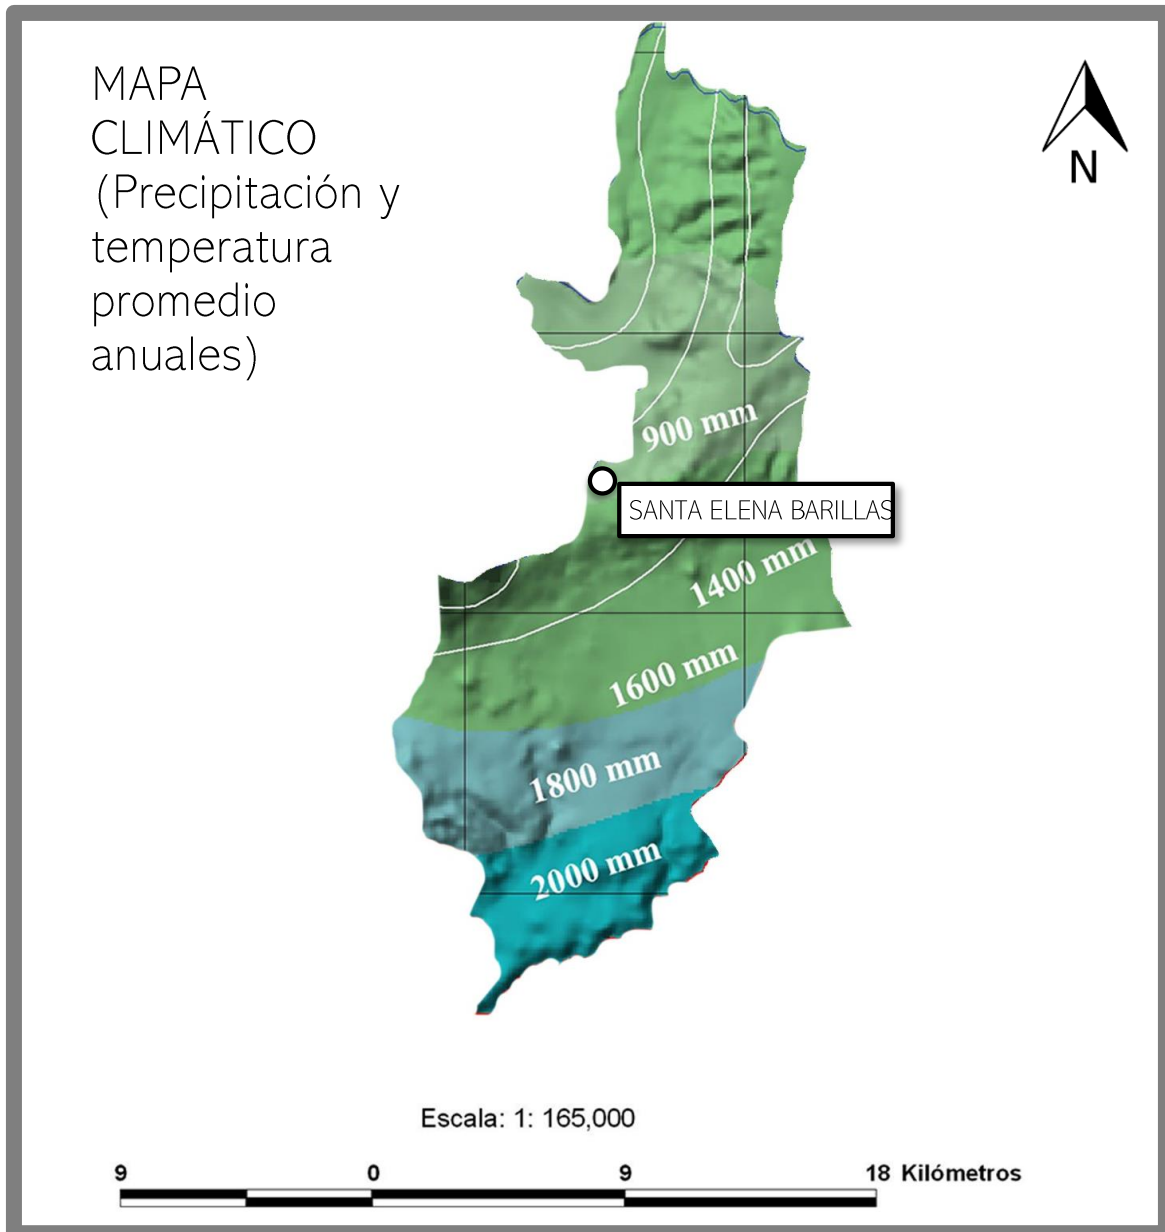 MAPA
CLIMÁTICO
(Precipitación y
temperatura
promedio
anuales)
N
900 mm
SANTA ELENA BARILLAS
1400 mm
1600 mm
1800 mm
2000 mm
Escala: 1: 165,000
9 0 9 18 Kilómetros